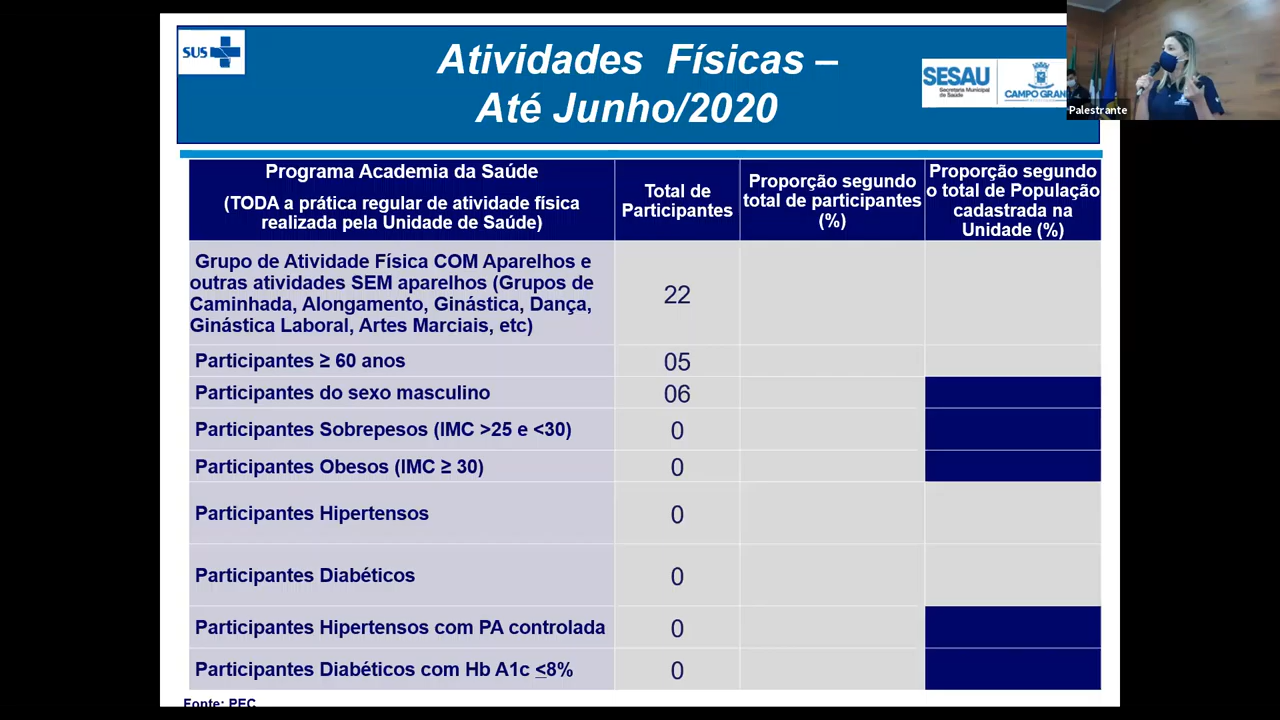 SUS
Atividades Físicas –
Até Junho/2020
SESAU
Secretaria Municipal
de Saúde
CAMPO GRAN
Palestrante
Programa Academia da Saúde
(TODA a prática regular de atividade física
realizada pela Unidade de Saúde)
Total de
Participantes
Proporção segundo
total de participantes
(%)
Proporção segundo
o total de População
cadastrada na
Unidade (%)
Grupo de Atividade Física COM Aparelhos e
outras atividades SEM aparelhos (Grupos de
Caminhada, Alongamento, Ginástica, Dança,
Ginástica Laboral, Artes Marciais, etc)
22
Participantes ≥ 60 anos
05
Participantes do sexo masculino
06
Participantes Sobrepesos (IMC >25 e <30)
0
Participantes Obesos (IMC ≥ 30)
0
Participantes Hipertensos
0
Participantes Diabéticos
0
Participantes Hipertensos com PA controlada
0
Participantes Diabéticos com Hb A1c <8%
0
Fonte: PEC